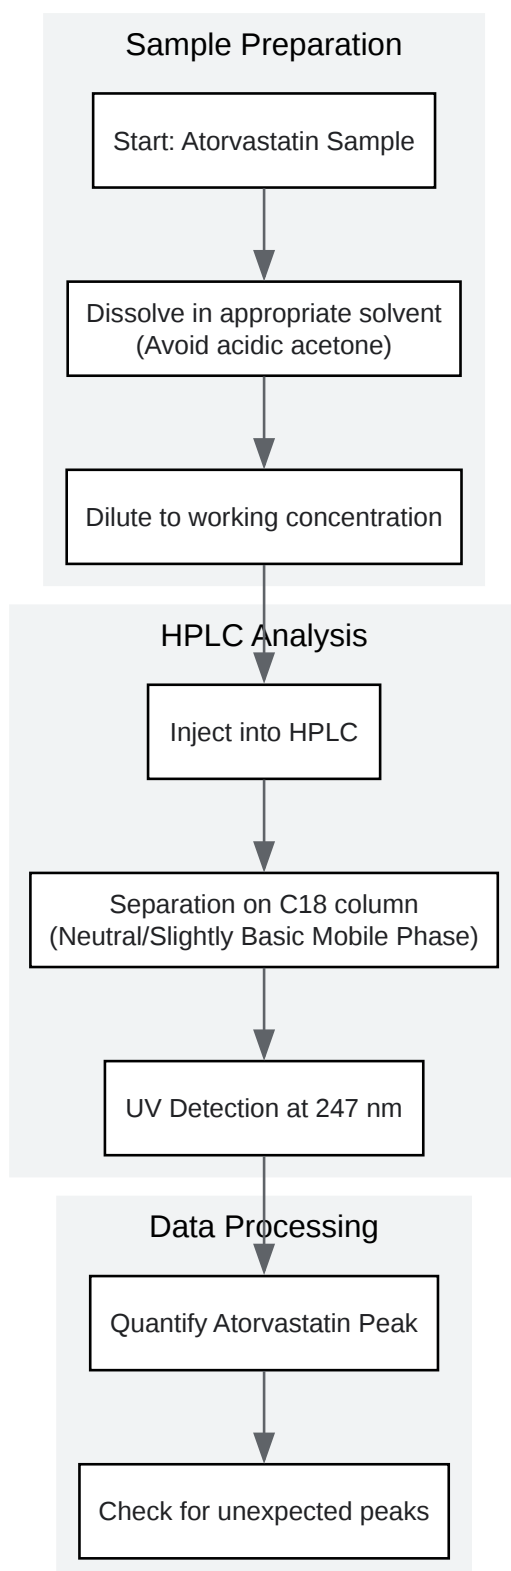 Sample Preparation
Start: Atorvastatin Sample
Dissolve in appropriate solvent
(Avoid acidic acetone)
Dilute to working concentration
HPLC Analysis
Inject into HPLC
Separation on C18 column
(Neutral/Slightly Basic Mobile Phase)
UV Detection at 247 nm
Data Processing
Quantify Atorvastatin Peak
Check for unexpected peaks